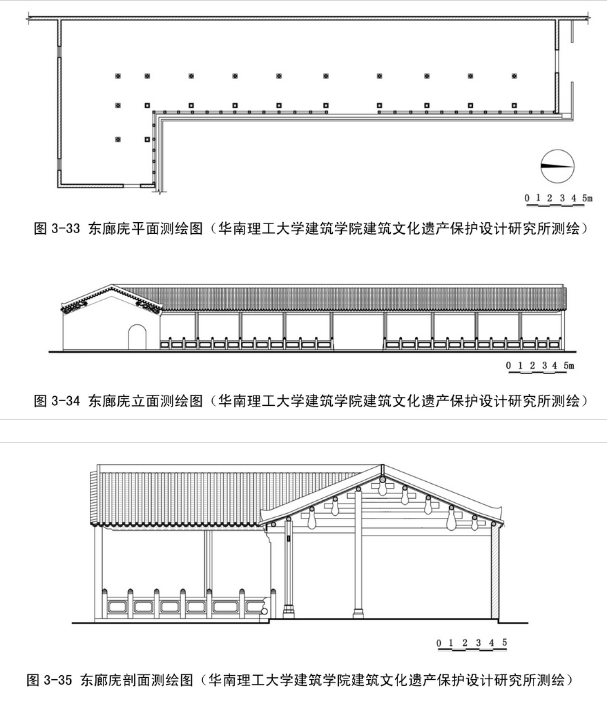 0 1 2 3 4 5m
图 3-33 东廊庑平面测绘图（华南理工大学建筑学院建筑文化遗产保护设计研究所测绘）
0 1 2 3 4 5m
图 3-34 东廊庑立面测绘图（华南理工大学建筑学院建筑文化遗产保护设计研究所测绘）
0 1 2 3 4 5
图 3-35 东廊庑剖面测绘图（华南理工大学建筑学院建筑文化遗产保护设计研究所测绘）